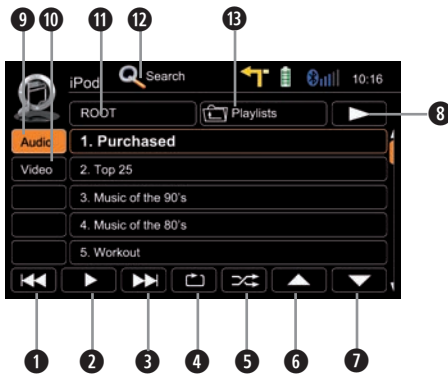 9 10 11 12 13
iPod Search 10:16
ROOT Playlists
8
Audio 1. Purchased
Video 2. Top 25
3. Music of the 90's
4. Music of the 80's
5. Workout
1 2 3 4 5 6 7